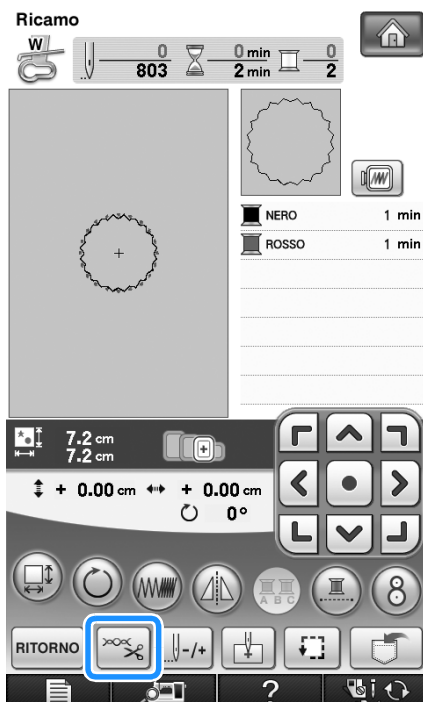 Ricamo
W
0 0 min 0
803 2 min 2
NERO 1 min
ROSSO 1 min
7.2 cm
7.2 cm
+ 0.00 cm + 0.00 cm
0°
A B C
RITORNO -/+
? i